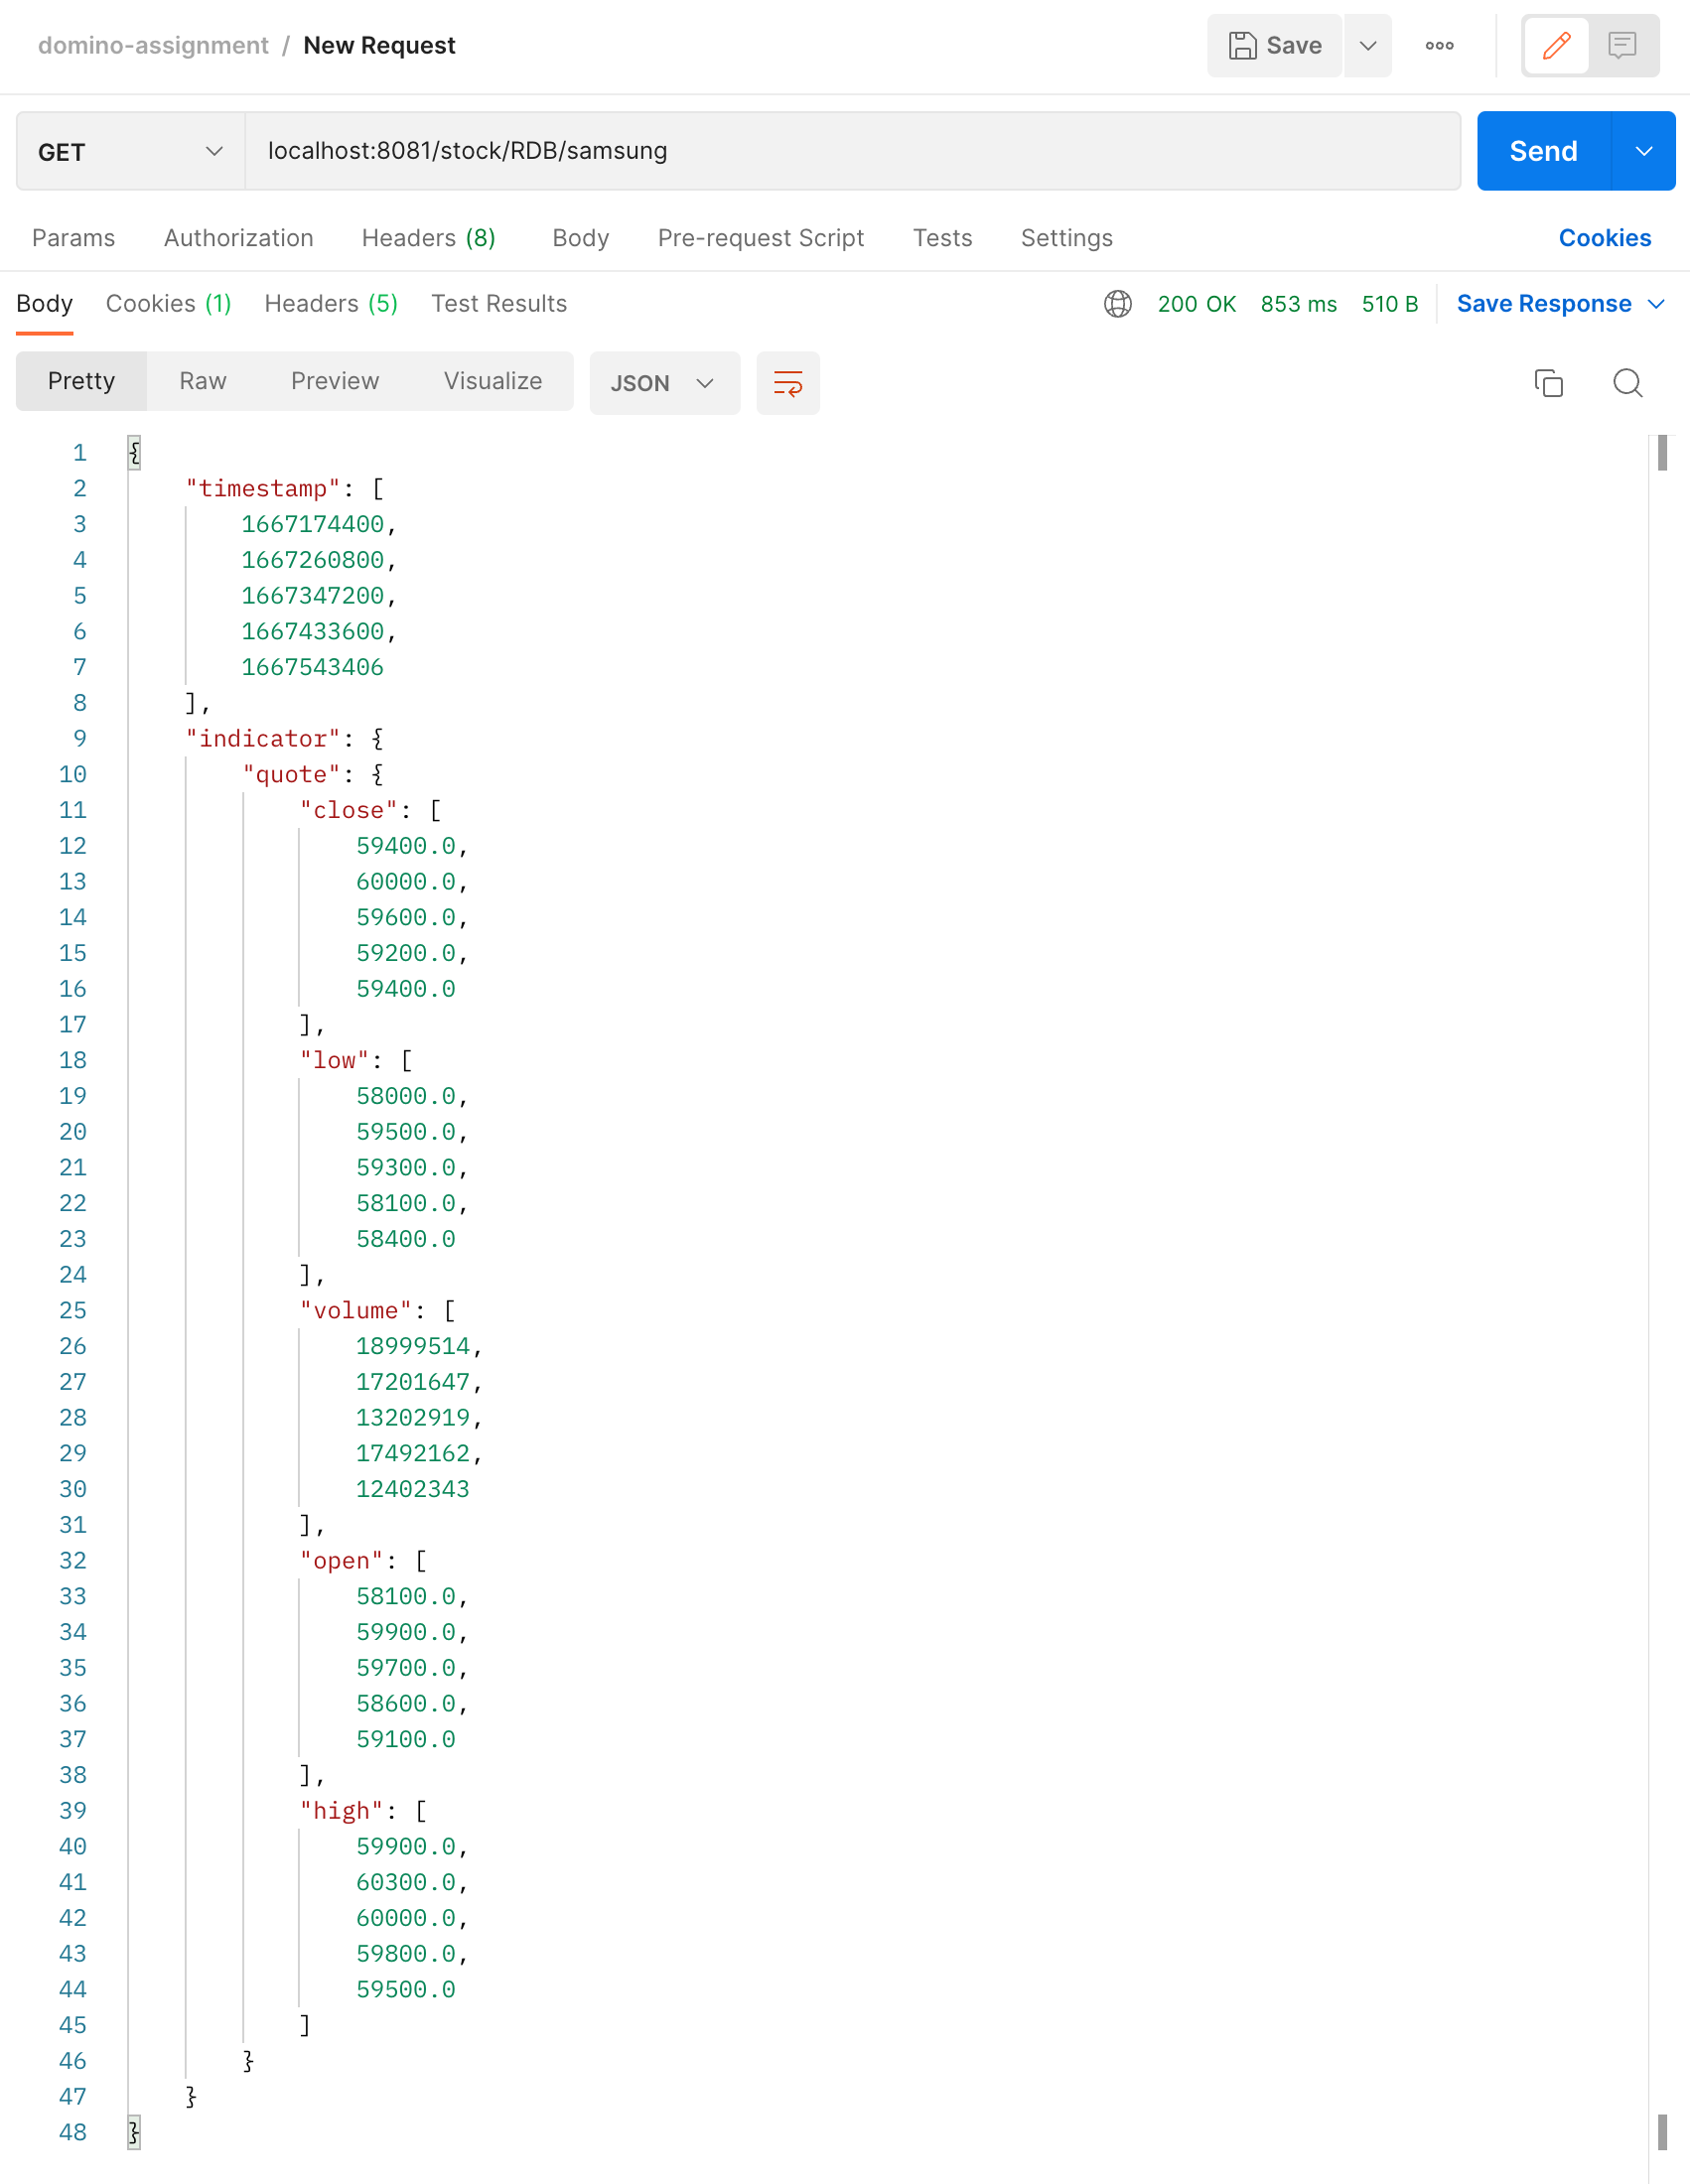 domino-assignment / New Request
Save
GET
localhost:8081/stock/RDB/samsung
Send
Params Authorization Headers (8) Body Pre-request Script Tests Settings Cookies
Body Cookies (1) Headers (5) Test Results 200 OK 853 ms 510 B Save Response
Pretty Raw Preview Visualize JSON
1 {
2     "timestamp": [
3         1667174400,
4         1667260800,
5         1667347200,
6         1667433600,
7         1667543406
8     ],
9     "indicator": {
10         "quote": {
11             "close": [
12                 59400.0,
13                 60000.0,
14                 59600.0,
15                 59200.0,
16                 59400.0
17             ],
18             "low": [
19                 58000.0,
20                 59500.0,
21                 59300.0,
22                 58100.0,
23                 58400.0
24             ],
25             "volume": [
26                 18999514,
27                 17201647,
28                 13202919,
29                 17492162,
30                 12402343
31             ],
32             "open": [
33                 58100.0,
34                 59900.0,
35                 59700.0,
36                 58600.0,
37                 59100.0
38             ],
39             "high": [
40                 59900.0,
41                 60300.0,
42                 60000.0,
43                 59800.0,
44                 59500.0
45             ]
46         }
47     }
48 }